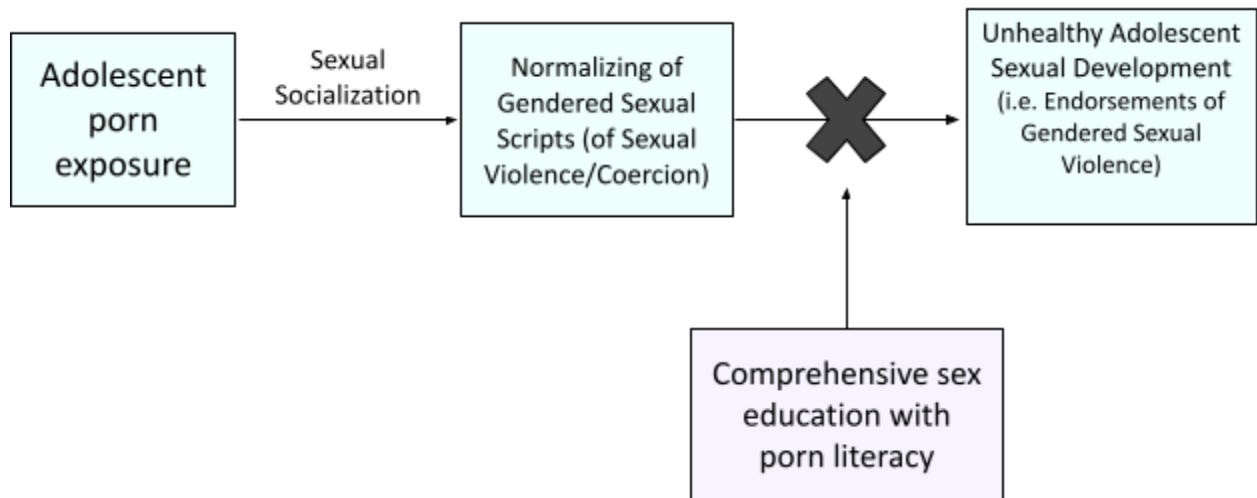 Adolescent
porn
exposure
Sexual
Socialization
Normalizing of
Gendered Sexual
Scripts (of Sexual
Violence/Coercion)
Unhealthy Adolescent
Sexual Development
(i.e. Endorsements of
Gendered Sexual
Violence)
Comprehensive sex
education with
porn literacy